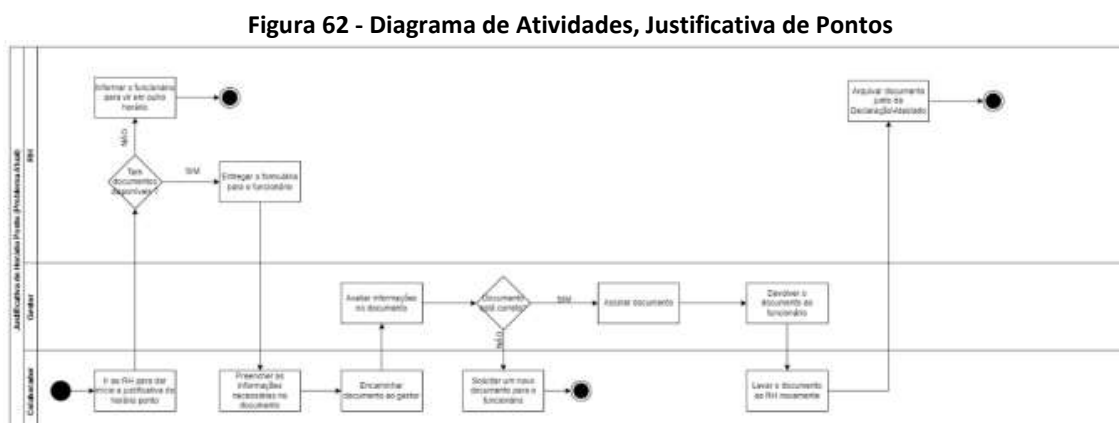 Figura 62 - Diagrama de Atividades, Justificativa de Pontos
Justificativa de Horário Ponto (Problema Atual)
RH
Informar o funcionário
para vir em outro
horário
NÃO
Tem
documentos
disponíveis ?
SIM
Entregar o formulário
para o funcionário
Arquivar documento
junto da
Declaração/Atestado
Gestor
Avaliar informações
no documento
Documento
está correto?
SIM
NÃO
Assinar documento
Devolver o
documento ao
funcionário
Colaborador
Ir ao RH para dar
início a justificativa de
horário ponto
Preencher as
informações
necessárias no
documento
Encaminhar
documento ao gestor
Solicitar um novo
documento para o
funcionário
Levar o documento
ao RH novamente